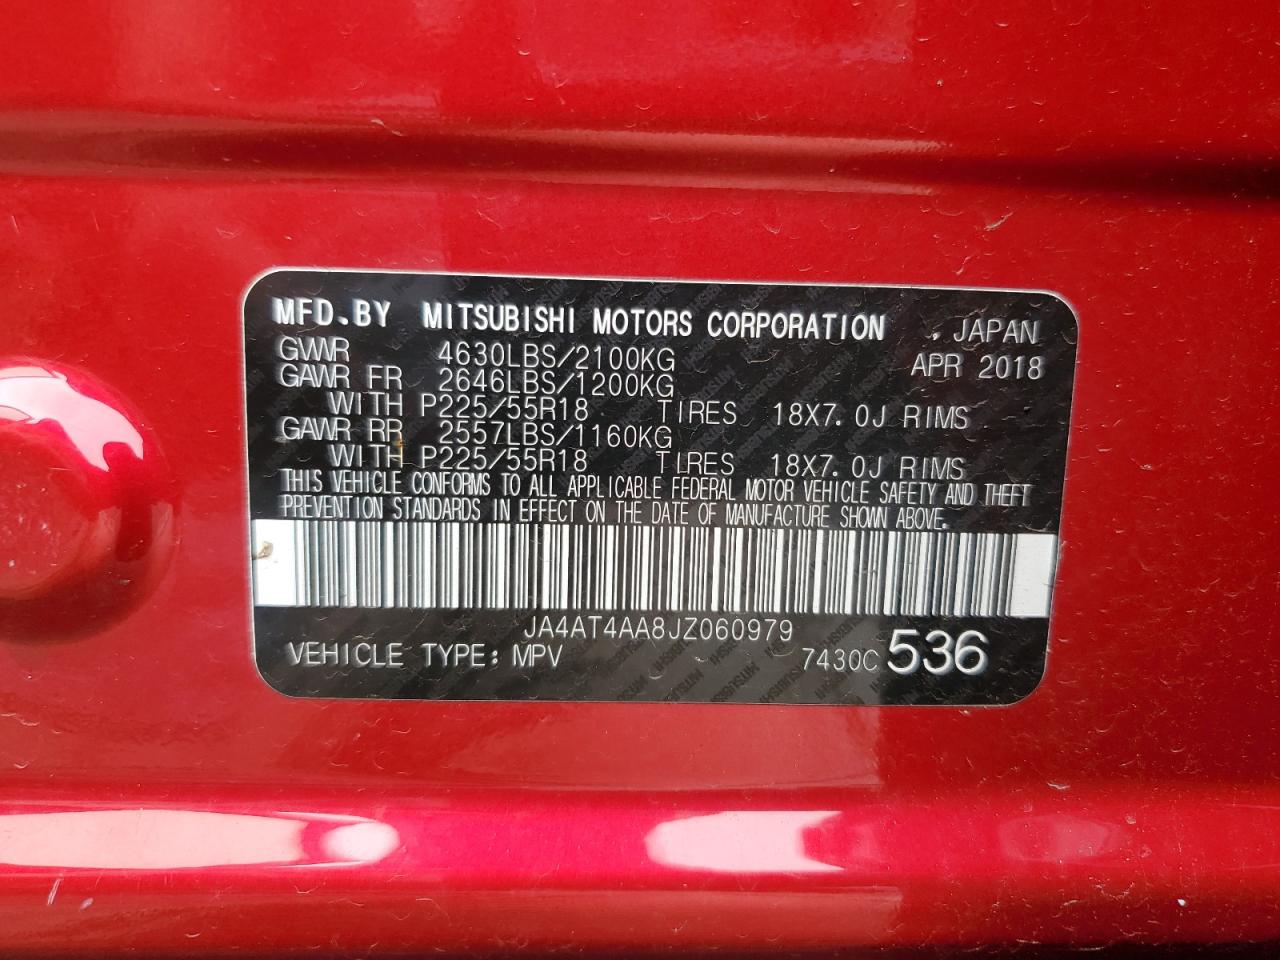 MFD.BY MITSUBISHI MOTORS CORPORATION . JAPAN
GVWR 4630LBS/2100KG APR 2018
GAWR FR 2646LBS/1200KG
WITH P225/55R18 TIRES 18X7.0J RIMS
GAWR RR 2557LBS/1160KG
WITH P225/55R18 TIRES 18X7.0J RIMS
THIS VEHICLE CONFORMS TO ALL APPLICABLE FEDERAL MOTOR VEHICLE SAFETY AND THEFT
PREVENTION STANDARDS IN EFFECT ON THE DATE OF MANUFACTURE SHOWN ABOVE.
JA4AT4AA8JZ060979
VEHICLE TYPE: MPV 7430C 536